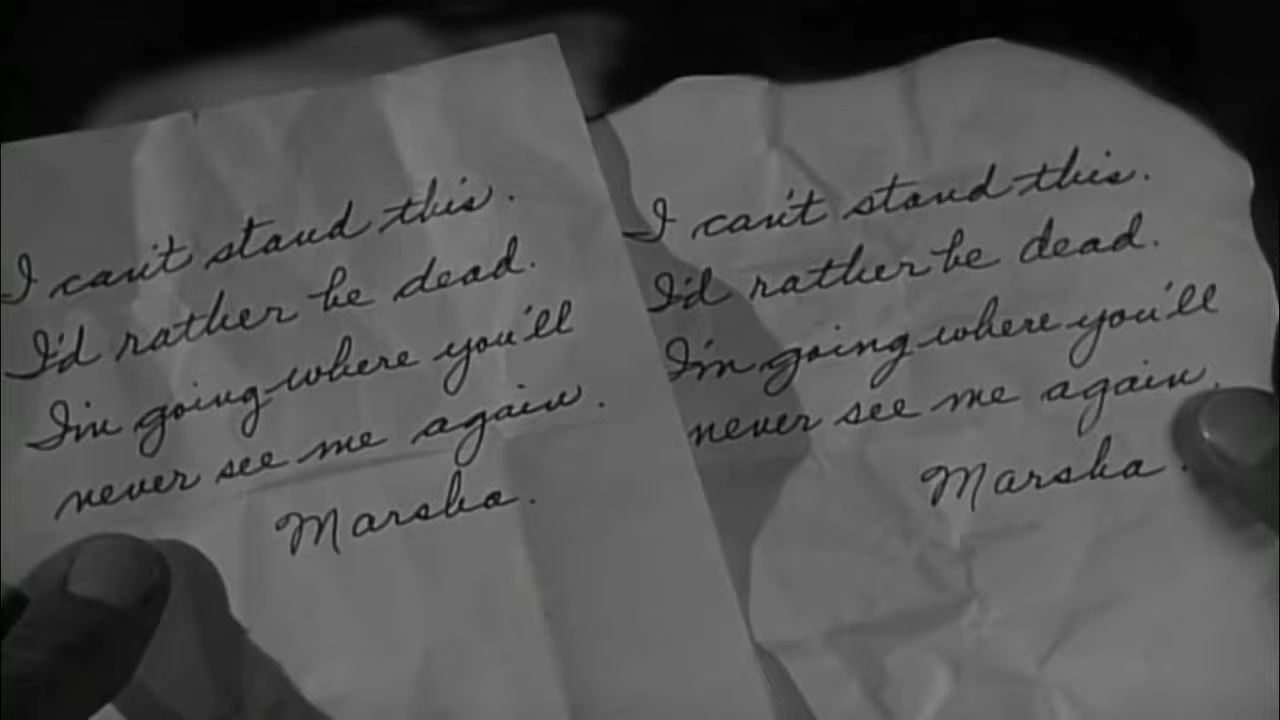 I can't stand this.
I'd rather be dead.
I'm going where you'll
never see me again.
Marsha.
I can't stand this.
I'd rather be dead.
I'm going where you'll
never see me again.
Marsha.